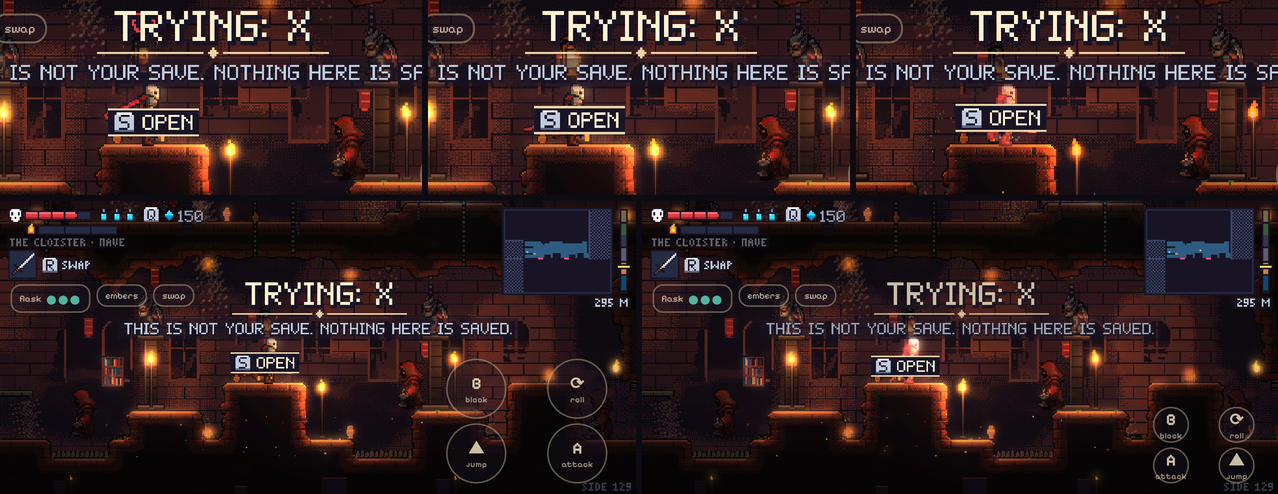 swap
TRYING: X
IS NOT YOUR SAVE. NOTHING HERE IS SA
S OPEN
swap
TRYING: X
IS NOT YOUR SAVE. NOTHING HERE IS SA
S OPEN
swap
TRYING: X
IS NOT YOUR SAVE. NOTHING HERE IS SA
S OPEN
Q 150
THE CLOISTER · NAVE
R SWAP
295 M
flask
embers
swap
TRYING: X
THIS IS NOT YOUR SAVE. NOTHING HERE IS SAVED.
S OPEN
B
block
roll
jump
A
attack
SIDE 129
Q 150
THE CLOISTER · NAVE
R SWAP
295 M
flask
embers
swap
TRYING: X
THIS IS NOT YOUR SAVE. NOTHING HERE IS SAVED.
S OPEN
B
block
roll
A
attack
jump
SIDE 129